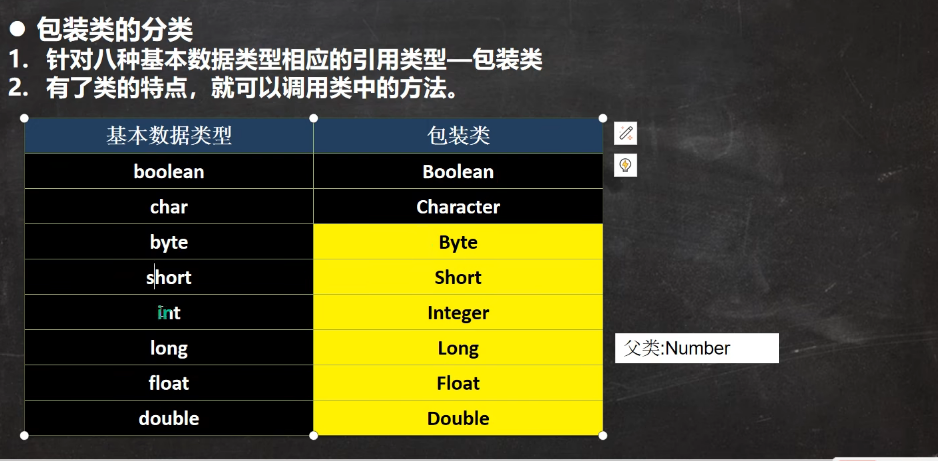 ● 包装类的分类
1. 针对八种基本数据类型相应的引用类型—包装类
2. 有了类的特点，就可以调用类中的方法。
基本数据类型 包装类
boolean Boolean
char Character
byte Byte
short Short
int Integer
long Long
float Float
double Double
父类:Number